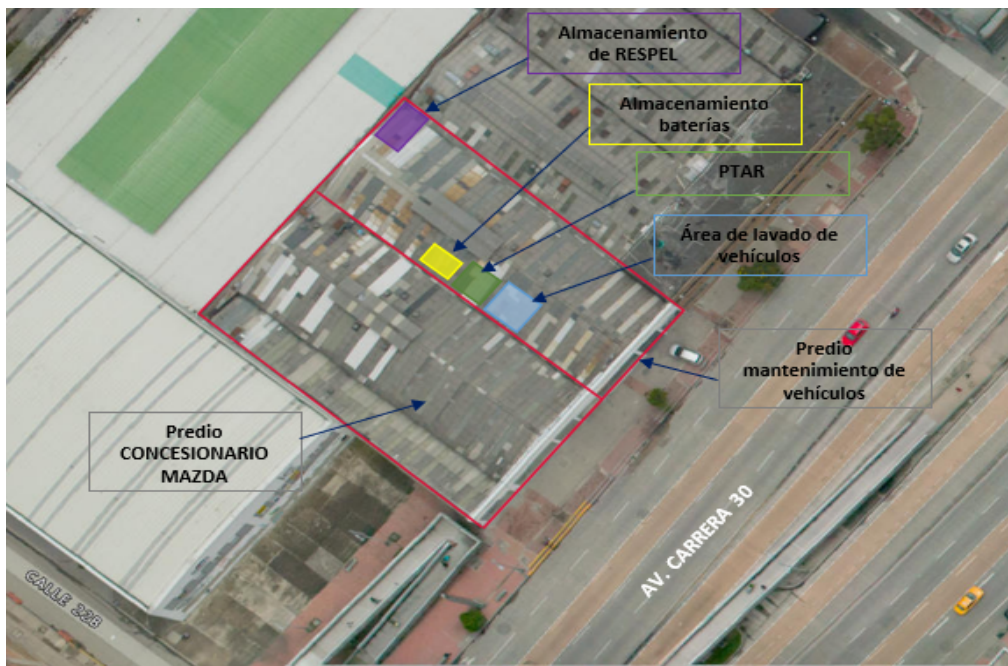 Almacenamiento
de RESPEL
Almacenamiento
baterías
PTAR
Área de lavado de
vehículos
Predio
mantenimiento de
vehículos
Predio
CONCESIONARIO
MAZDA
AV. CARRERA 30
CALLE 22B